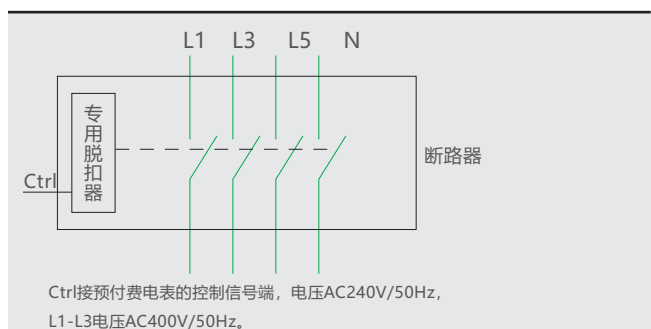 L1 L3 L5 N
专用脱扣器
断路器
Ctrl
Ctrl接预付费电表的控制信号端，电压AC240V/50Hz，
L1-L3电压AC400V/50Hz。